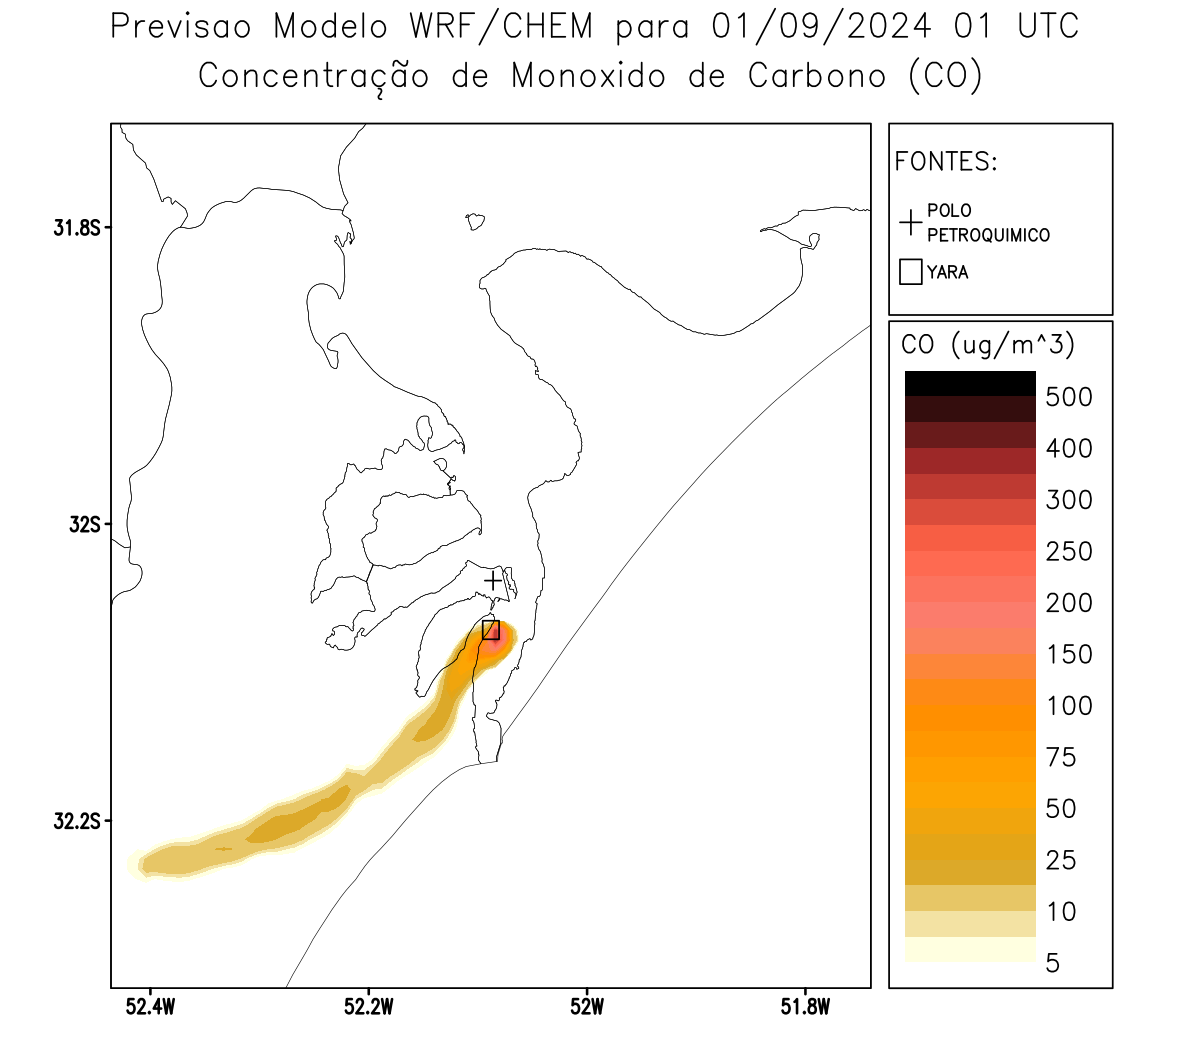 Previsao Modelo WRF/CHEM para 01/09/2024 01 UTC
Concentração de Monoxido de Carbono (CO)
FONTES:
POLO
PETROQUIMICO
YARA
CO (ug/m^3)
500
400
300
250
200
150
100
75
50
25
10
5
31.8S
32S
32.2S
52.4W
52.2W
52W
51.8W